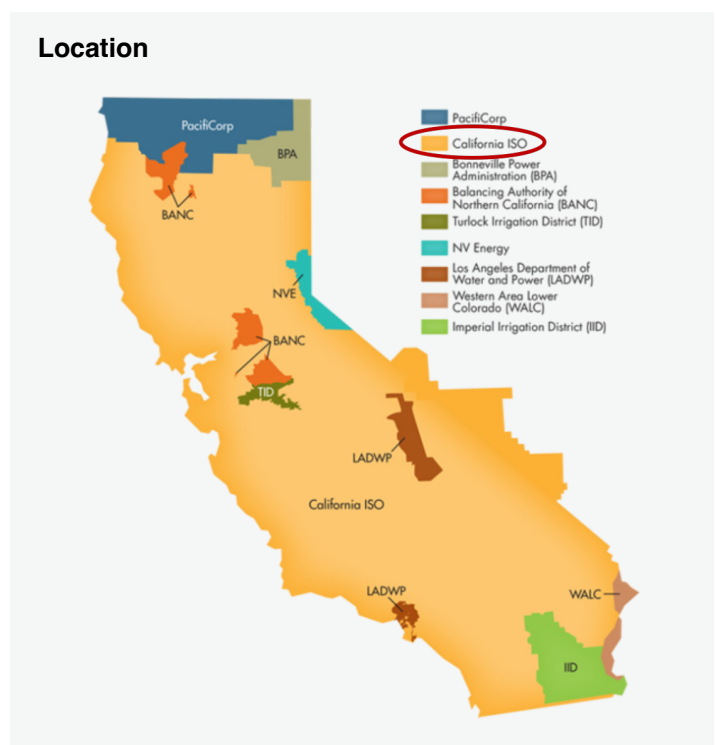 Location
PacifiCorp
California ISO
Bonneville Power
Administration (BPA)
Balancing Authority of
Northern California (BANC)
Turlock Irrigation District (TID)
NV Energy
Los Angeles Department of
Water and Power (LADWP)
Western Area Lower
Colorado (WALC)
Imperial Irrigation District (IID)
PacifiCorp
BPA
BANC
NVE
BANC
TID
LADWP
California ISO
LADWP
WALC
IID